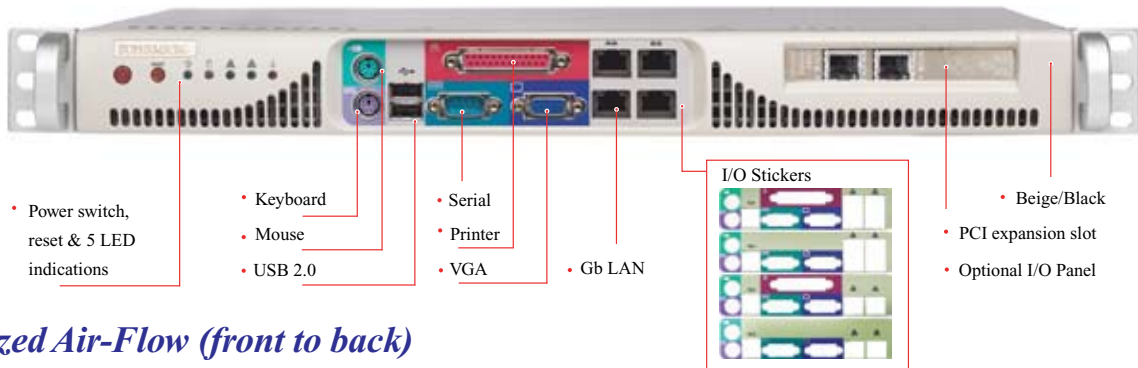 SUPERMICRO
Power switch,
reset & 5 LED
indications
Keyboard
Mouse
USB 2.0
Serial
Printer
VGA
Gb LAN
I/O Stickers
Beige/Black
PCI expansion slot
Optional I/O Panel
zed Air-Flow (front to back)